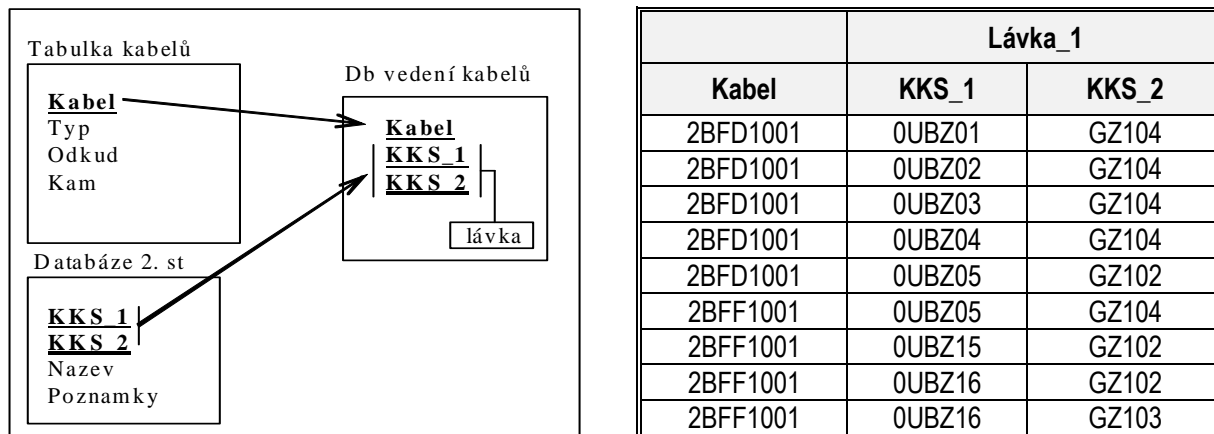 Tabulka kabelů
Kabel
Typ
Odkud
Kam
Db vedení kabelů
Kabel
KKS_1
KKS_2
lávka
Databáze 2. st
KKS_1
KKS_2
Nazev
Poznamky
Lávka_1
Kabel KKS_1 KKS_2
2BFD1001 0UBZ01 GZ104
2BFD1001 0UBZ02 GZ104
2BFD1001 0UBZ03 GZ104
2BFD1001 0UBZ04 GZ104
2BFD1001 0UBZ05 GZ102
2BFF1001 0UBZ05 GZ104
2BFF1001 0UBZ15 GZ102
2BFF1001 0UBZ16 GZ102
2BFF1001 0UBZ16 GZ103